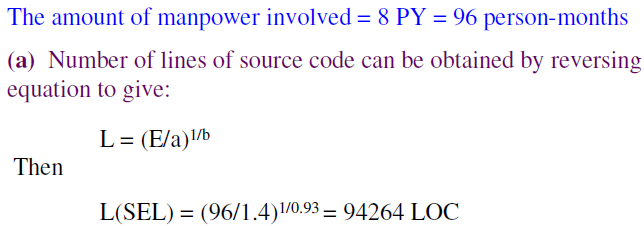 The amount of manpower involved = 8 PY = 96 person-months
(a) Number of lines of source code can be obtained by reversing
equation to give:
L = (E/a)^1/b
Then
L(SEL) = (96/1.4)^1/0.93 = 94264 LOC